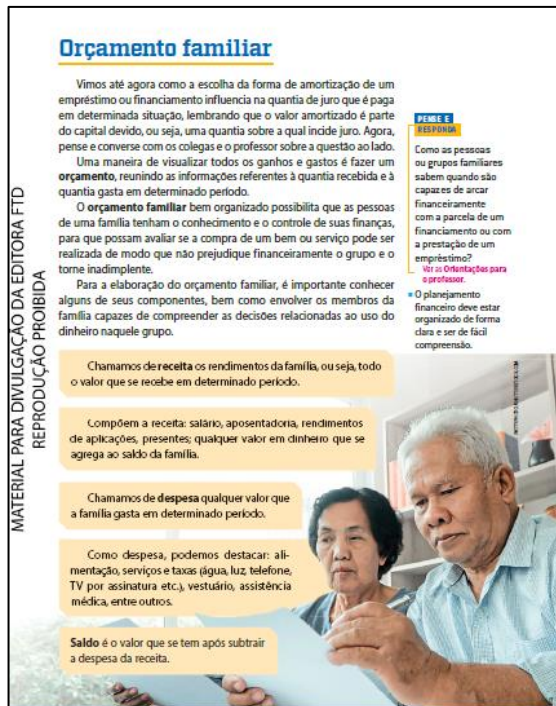 Orçamento familiar
Vimos até agora como a escolha da forma de amortização de um
empréstimo ou financiamento influencia na quantia de juro que é paga
em determinada situação, lembrando que o valor amortizado é parte
do capital devido, ou seja, uma quantia sobre a qual incide juro. Agora,
pense e converse com os colegas e o professor sobre a questão ao lado.
Uma maneira de visualizar todos os ganhos e gastos é fazer um
orçamento, reunindo as informações referentes à quantia recebida e à
quantia gasta em determinado período.
O orçamento familiar bem organizado possibilita que as pessoas
de uma família tenham o conhecimento e o controle de suas finanças,
para que possam avaliar se a compra de um bem ou serviço pode ser
realizada de modo que não prejudique financeiramente o grupo e o
torne inadimplente.
Para a elaboração do orçamento familiar, é importante conhecer
alguns de seus componentes, bem como envolver os membros da
família capazes de compreender as decisões relacionadas ao uso do
dinheiro naquele grupo.
PENSE E
RESPONDA
Como as pessoas
ou grupos familiares
sabem quando são
capazes de arcar
financeiramente
com a parcela de um
financiamento ou com
a prestação de um
empréstimo?
Ver as Orientações para
o professor.
O planejamento
financeiro deve estar
organizado de forma
clara e ser de fácil
compreensão.
Chamamos de receita os rendimentos da família, ou seja, todo
o valor que se recebe em determinado período.
Compõem a receita: salário, aposentadoria, rendimentos
de aplicações, presentes; qualquer valor em dinheiro que se
agrega ao saldo da família.
Chamamos de despesa qualquer valor que
a família gasta em determinado período.
Como despesa, podemos destacar: ali-
mentação, serviços e taxas (água, luz, telefone,
TV por assinatura etc.), vestuário, assistência
médica, entre outros.
Saldo é o valor que se tem após subtrair
a despesa da receita.
MATERIAL PARA DIVULGAÇÃO DA EDITORA FTD
REPRODUÇÃO PROIBIDA